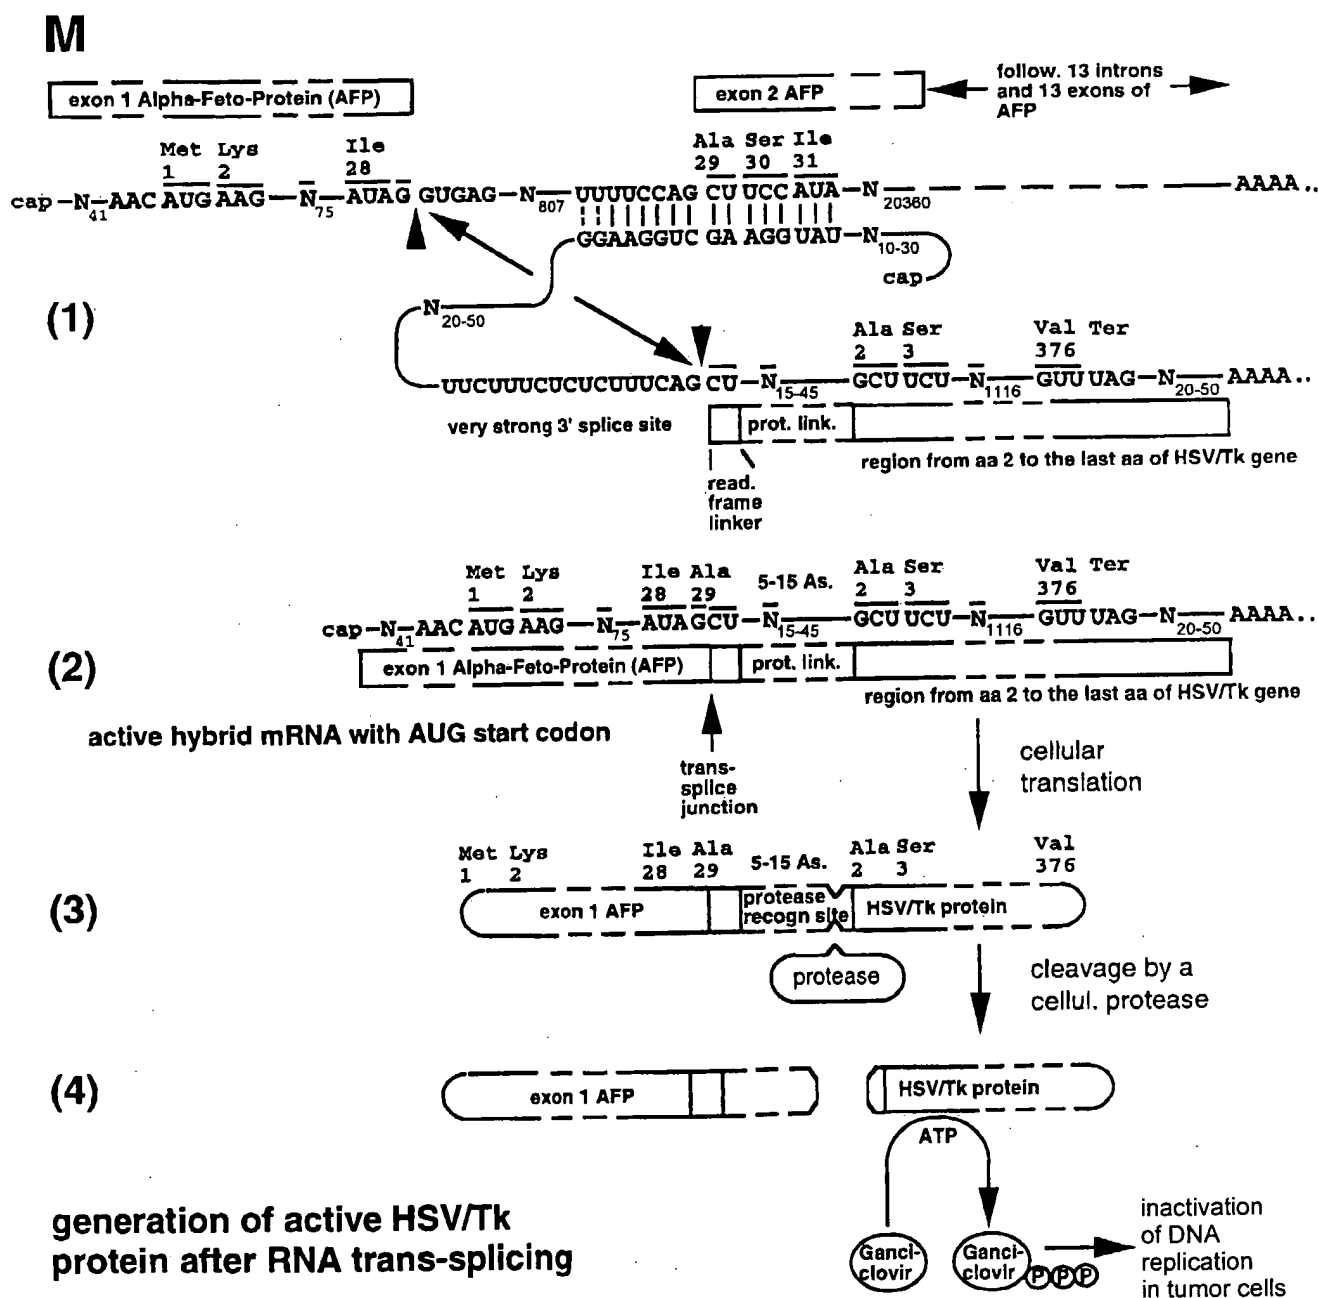 M
exon 1 Alpha-Feto-Protein (AFP)
exon 2 AFP
follow. 13 introns
and 13 exons of
AFP
Met Lys Ile Ala Ser Ile
1 2 28 29 30 31
cap-N41-AAC AUG AAG-N75-AUAG GUGAG-N807-UUUUCCAG CUUCC AUA-N20360 AAAA..
GGAAGGUC GA AGGUAU-N10-30
cap
(1)
N20-50
Ala Ser Val Ter
2 3 376
UUCUUUCUCUCUUUCAG CU-N15-45 GCU UCU-N1116 GUU UAG-N20-50 AAAA..
very strong 3' splice site
prot. link.
region from aa 2 to the last aa of HSV/Tk gene
read.
frame
linker
Met Lys Ile Ala 5-15 As. Ala Ser Val Ter
1 2 28 29 2 3 376
cap-N41-AAC AUG AAG-N75-AUAGCU-N15-45 GCU UCU-N1116 GUU UAG-N20-50 AAAA..
(2)
exon 1 Alpha-Feto-Protein (AFP)
prot. link.
region from aa 2 to the last aa of HSV/Tk gene
active hybrid mRNA with AUG start codon
trans-
splice
junction
cellular
translation
Met Lys Ile Ala 5-15 As. Ala Ser Val
1 2 28 29 2 3 376
(3)
exon 1 AFP
protease
recogn site
HSV/Tk protein
protease
cleavage by a
cellul. protease
(4)
exon 1 AFP
HSV/Tk protein
ATP
generation of active HSV/Tk
protein after RNA trans-splicing
Ganci-
clovir
Ganci-
clovir
P P P
inactivation
of DNA
replication
in tumor cells